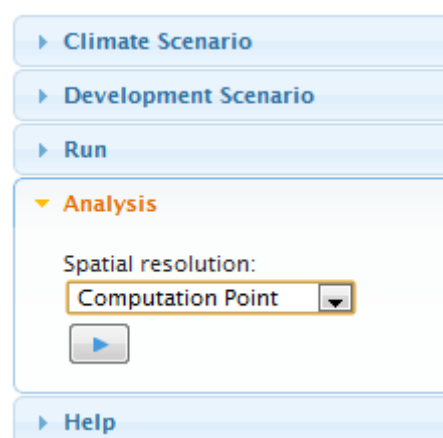 Climate Scenario
Development Scenario
Run
Analysis
Spatial resolution:
Computation Point
Help